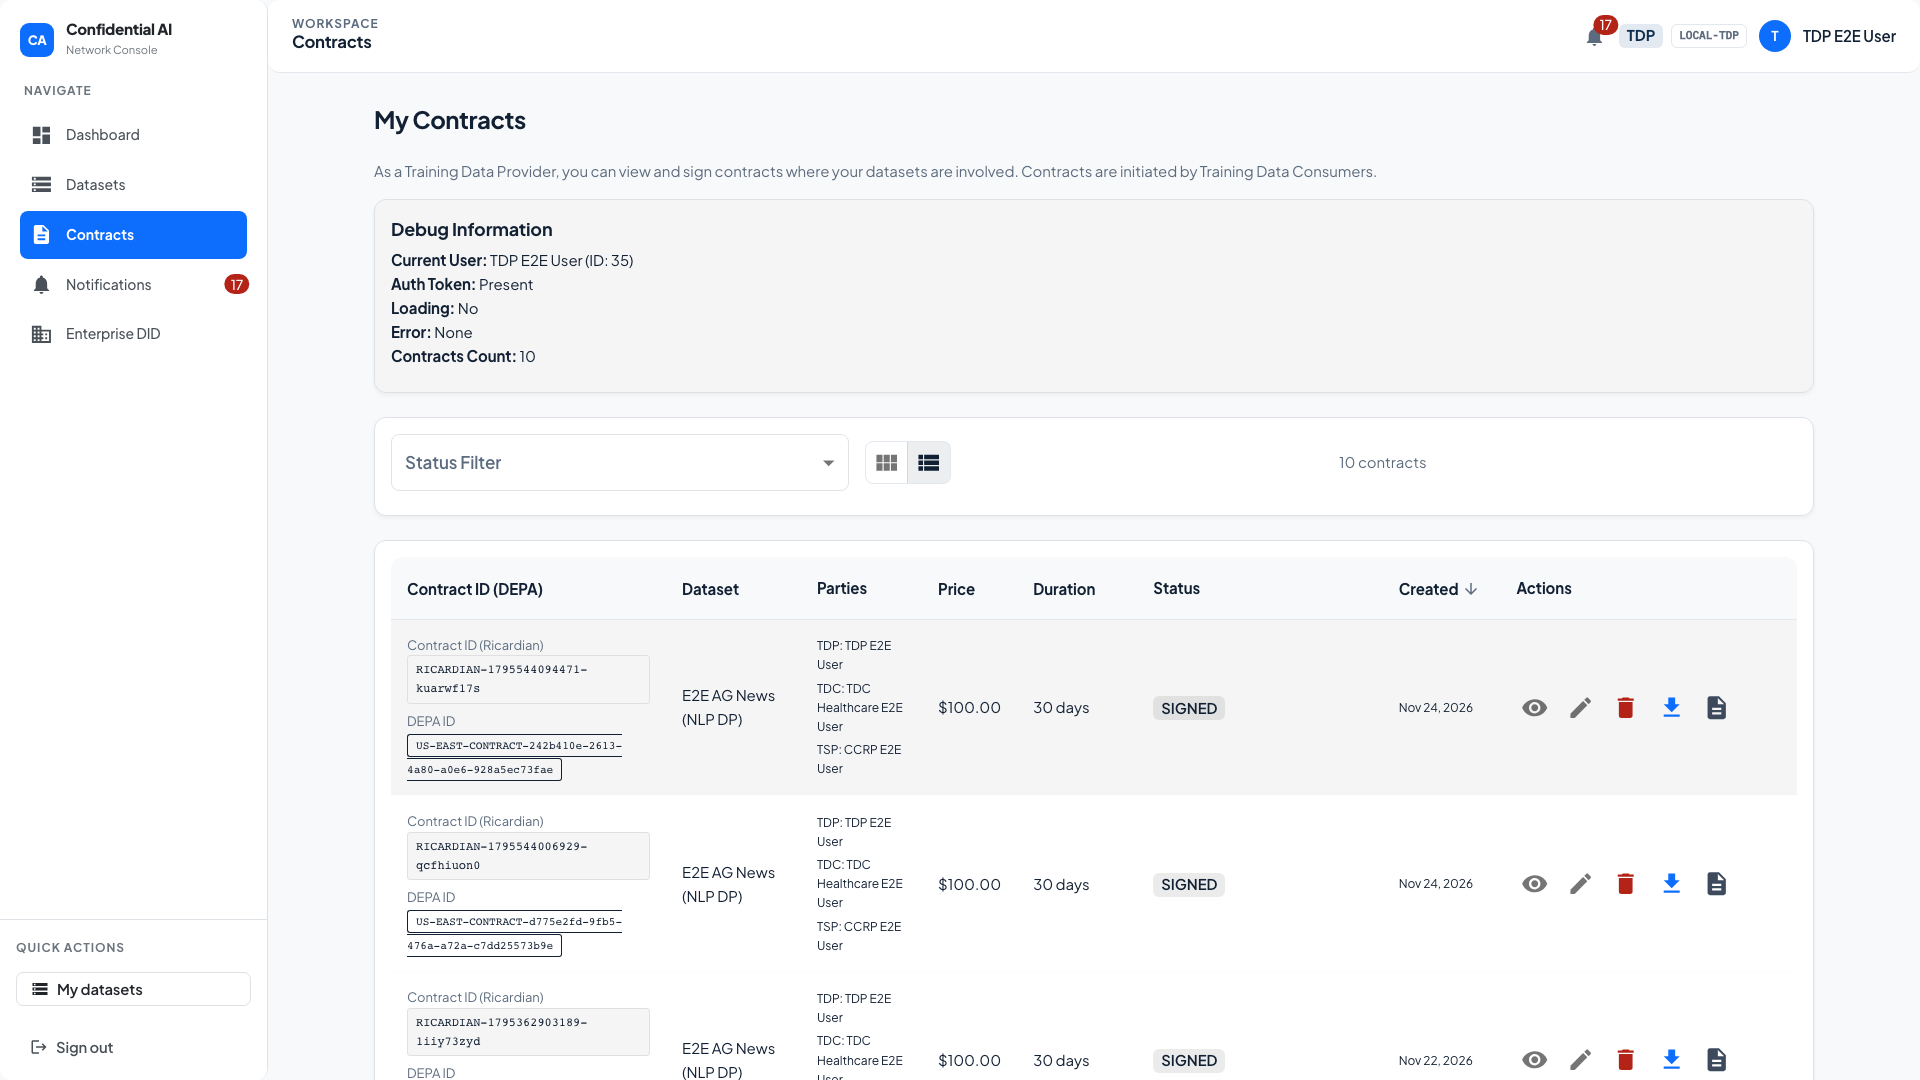 CA
Confidential AI
Network Console
NAVIGATE
Dashboard
Datasets
Contracts
Notifications
17
Enterprise DID
QUICK ACTIONS
My datasets
Sign out
WORKSPACE
Contracts
17
TDP
LOCAL-TDP
T
TDP E2E User
My Contracts
As a Training Data Provider, you can view and sign contracts where your datasets are involved. Contracts are initiated by Training Data Consumers.
Debug Information
Current User: TDP E2E User (ID: 35)
Auth Token: Present
Loading: No
Error: None
Contracts Count: 10
Status Filter
10 contracts
Contract ID (DEPA)
Dataset
Parties
Price
Duration
Status
Created
Actions
Contract ID (Ricardian)
RICARDIAN-1795544094471-
kuarwf17s
DEPA ID
US-EAST-CONTRACT-242b410e-2613-
4a80-a0e6-928a5ec73fae
E2E AG News
(NLP DP)
TDP: TDP E2E
User
TDC: TDC
Healthcare E2E
User
TSP: CCRP E2E
User
$100.00
30 days
SIGNED
Nov 24, 2026
Contract ID (Ricardian)
RICARDIAN-1795544006929-
qcfhiuon0
DEPA ID
US-EAST-CONTRACT-d775e2fd-9fb5-
476a-a72a-c7dd25573b9e
E2E AG News
(NLP DP)
TDP: TDP E2E
User
TDC: TDC
Healthcare E2E
User
TSP: CCRP E2E
User
$100.00
30 days
SIGNED
Nov 24, 2026
Contract ID (Ricardian)
RICARDIAN-1795362903189-
1iiy73zyd
DEPA ID
E2E AG News
(NLP DP)
TDP: TDP E2E
User
TDC: TDC
Healthcare E2E
User
$100.00
30 days
SIGNED
Nov 22, 2026